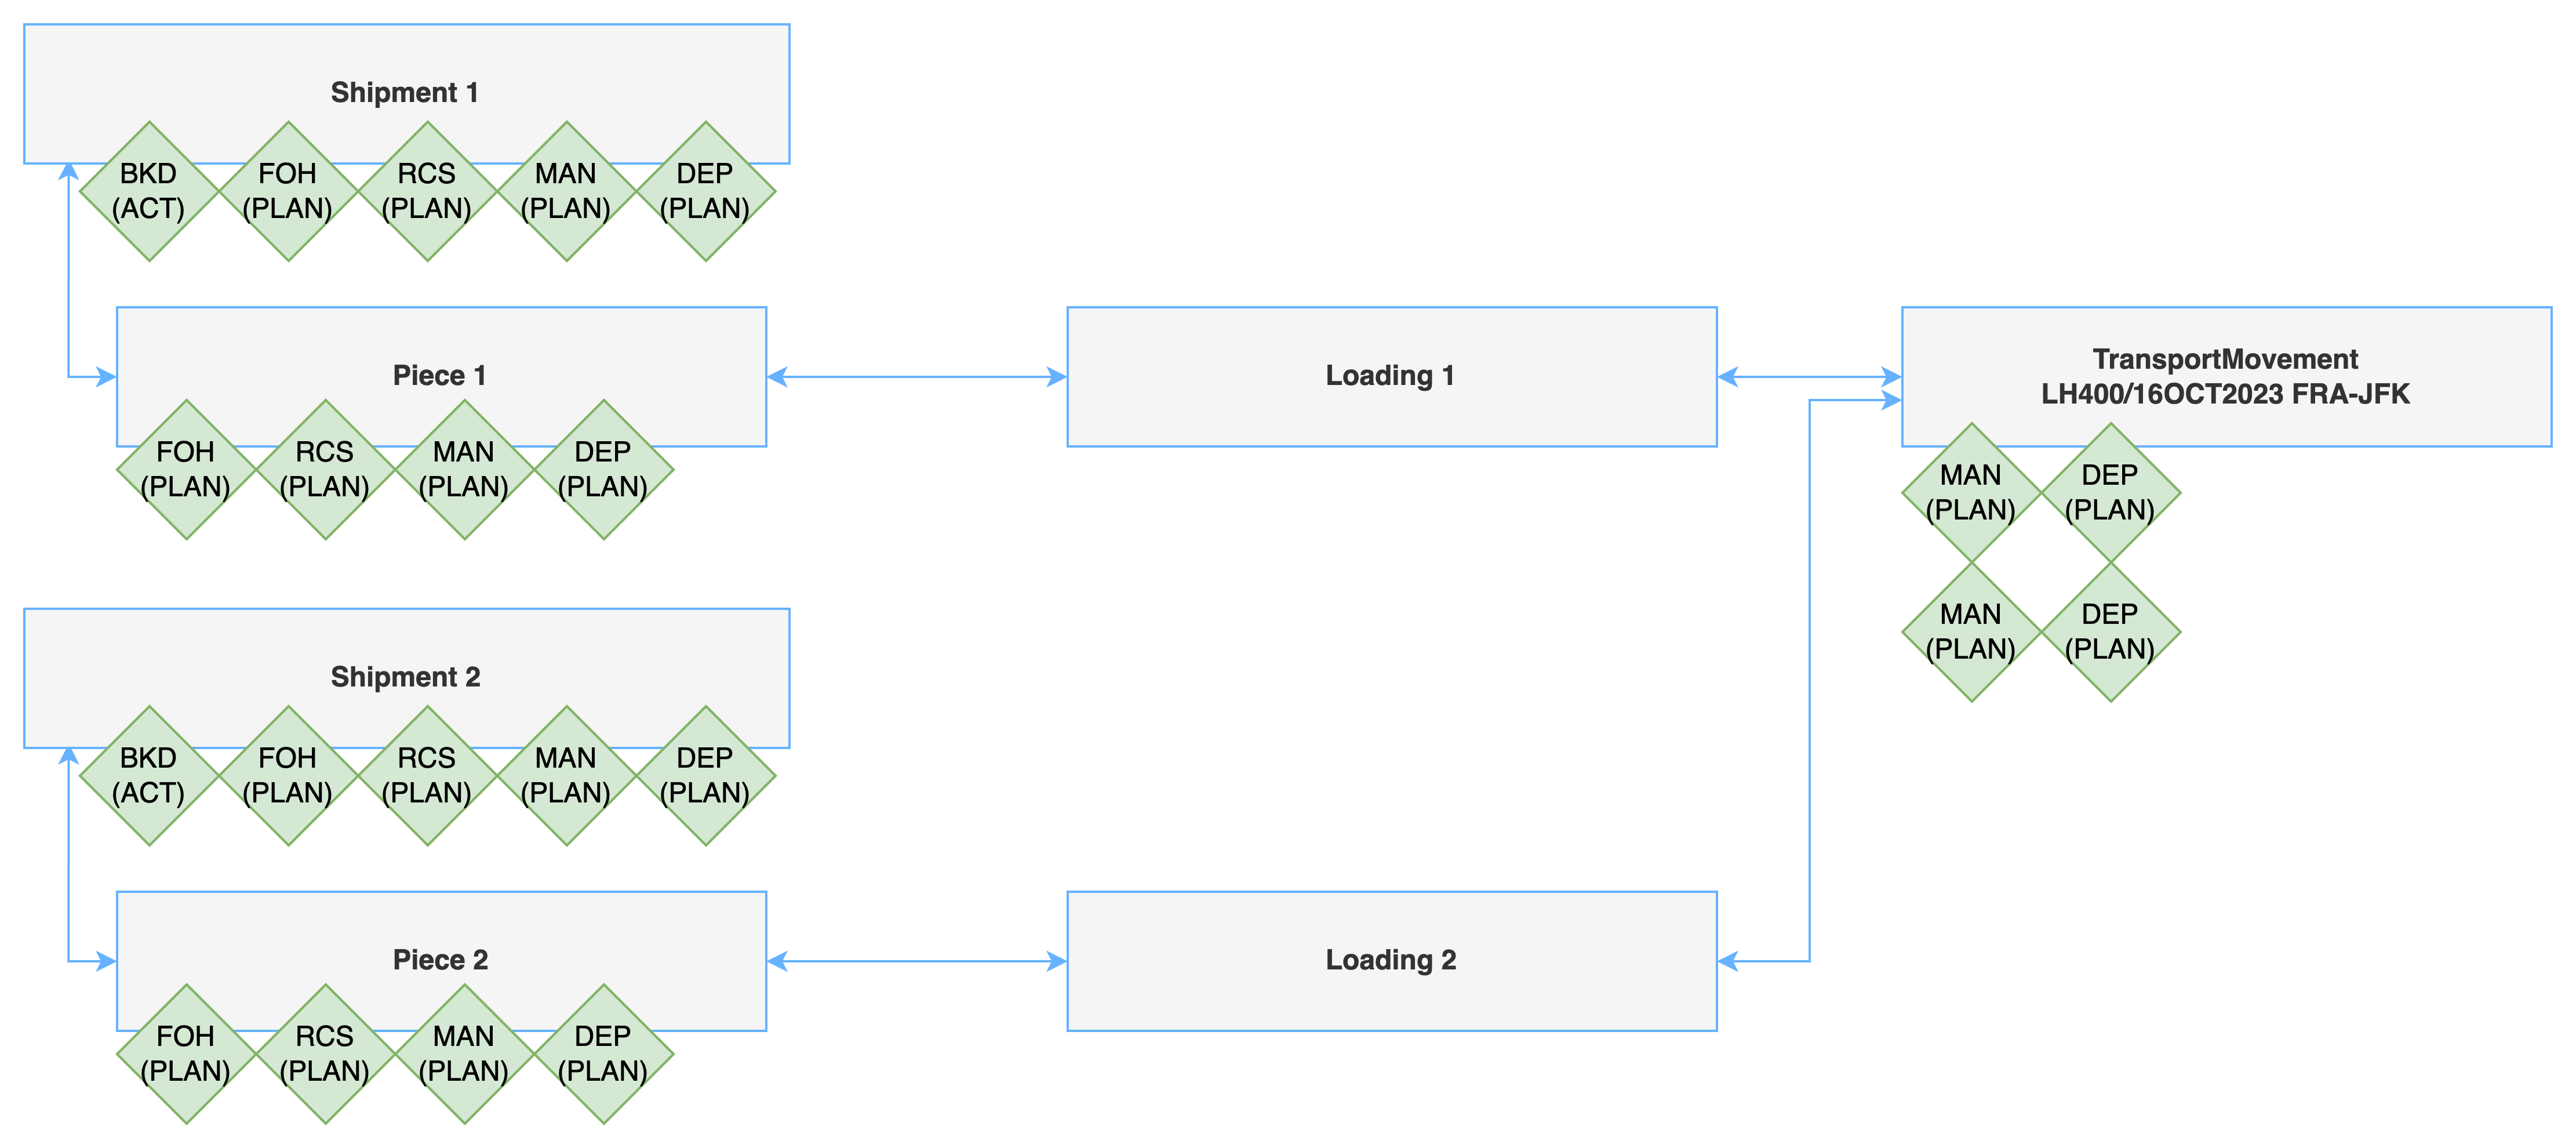 Shipment 1
BKD
(ACT)
FOH
(PLAN)
RCS
(PLAN)
MAN
(PLAN)
DEP
(PLAN)
Piece 1
FOH
(PLAN)
RCS
(PLAN)
MAN
(PLAN)
DEP
(PLAN)
Loading 1
TransportMovement
LH400/16OCT2023 FRA-JFK
MAN
(PLAN)
DEP
(PLAN)
MAN
(PLAN)
DEP
(PLAN)
Shipment 2
BKD
(ACT)
FOH
(PLAN)
RCS
(PLAN)
MAN
(PLAN)
DEP
(PLAN)
Piece 2
FOH
(PLAN)
RCS
(PLAN)
MAN
(PLAN)
DEP
(PLAN)
Loading 2